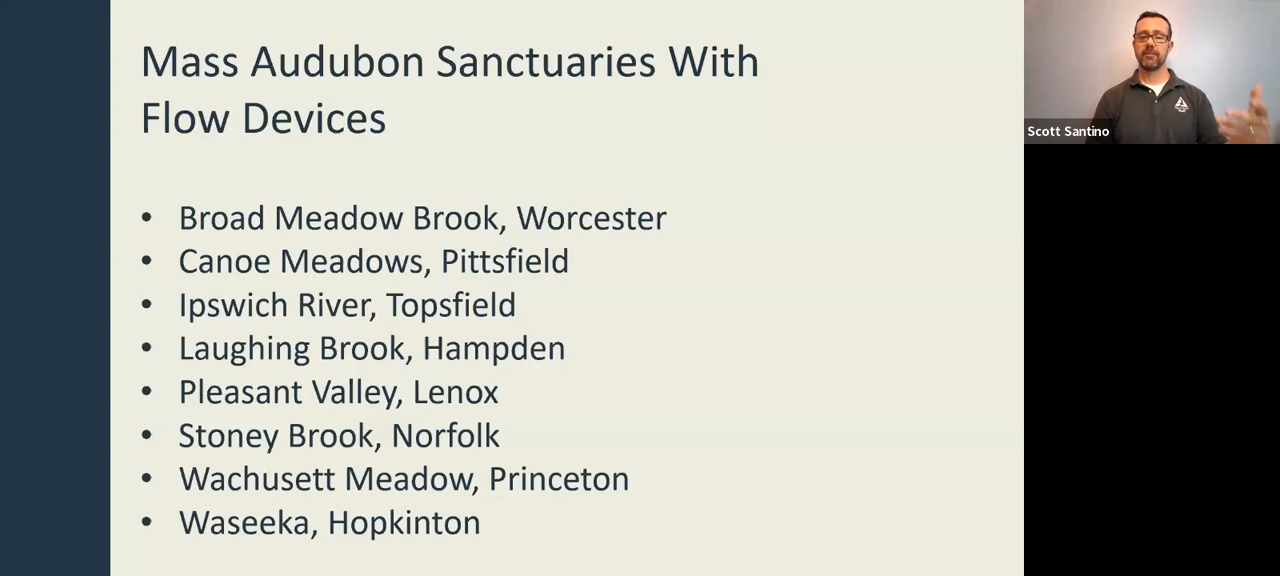 Mass Audubon Sanctuaries With
Flow Devices
• Broad Meadow Brook, Worcester
• Canoe Meadows, Pittsfield
• Ipswich River, Topsfield
• Laughing Brook, Hampden
• Pleasant Valley, Lenox
• Stoney Brook, Norfolk
• Wachusett Meadow, Princeton
• Waseeka, Hopkinton
Scott Santino